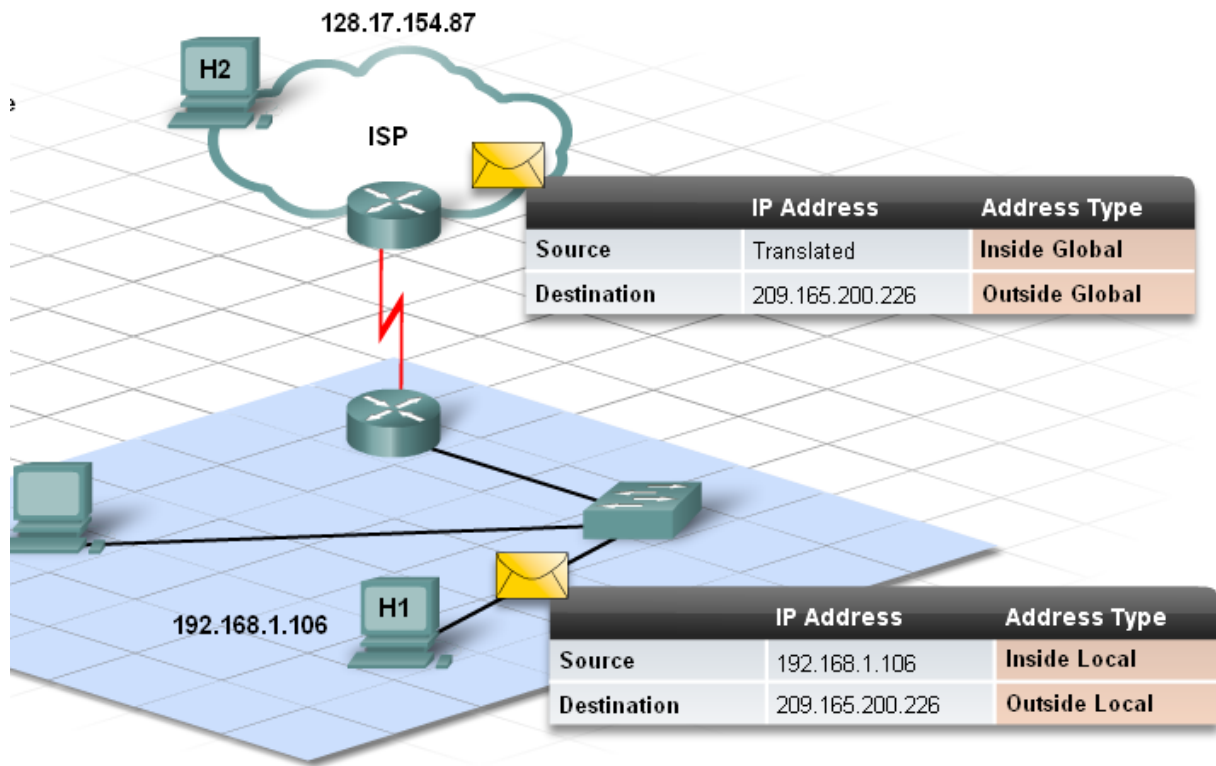 128.17.154.87
H2
e
ISP
IP Address Address Type
Source Translated Inside Global
Destination 209.165.200.226 Outside Global
H1
192.168.1.106
IP Address Address Type
Source 192.168.1.106 Inside Local
Destination 209.165.200.226 Outside Local